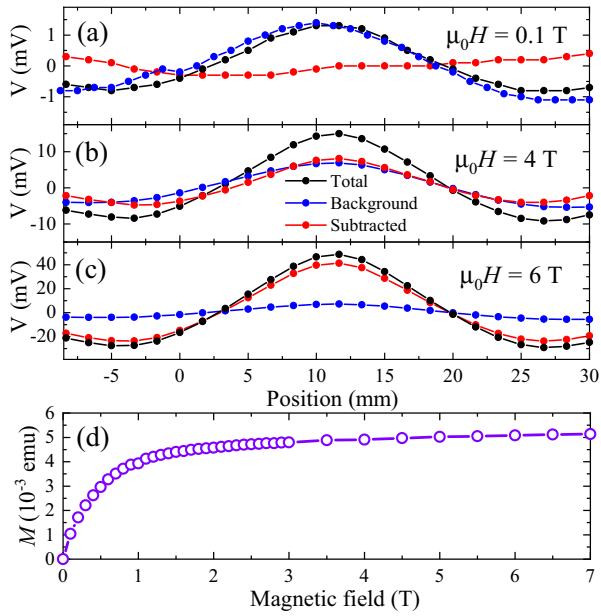 (a)
μ₀H = 0.1 T
V (mV)
1
0
-1
(b)
μ₀H = 4 T
V (mV)
10
0
-10
Total
Background
Subtracted
(c)
μ₀H = 6 T
V (mV)
40
20
0
-20
-5 0 5 10 15 20 25 30
Position (mm)
(d)
M (10⁻³ emu)
6
5
4
3
2
1
0
0 1 2 3 4 5 6 7
Magnetic field (T)